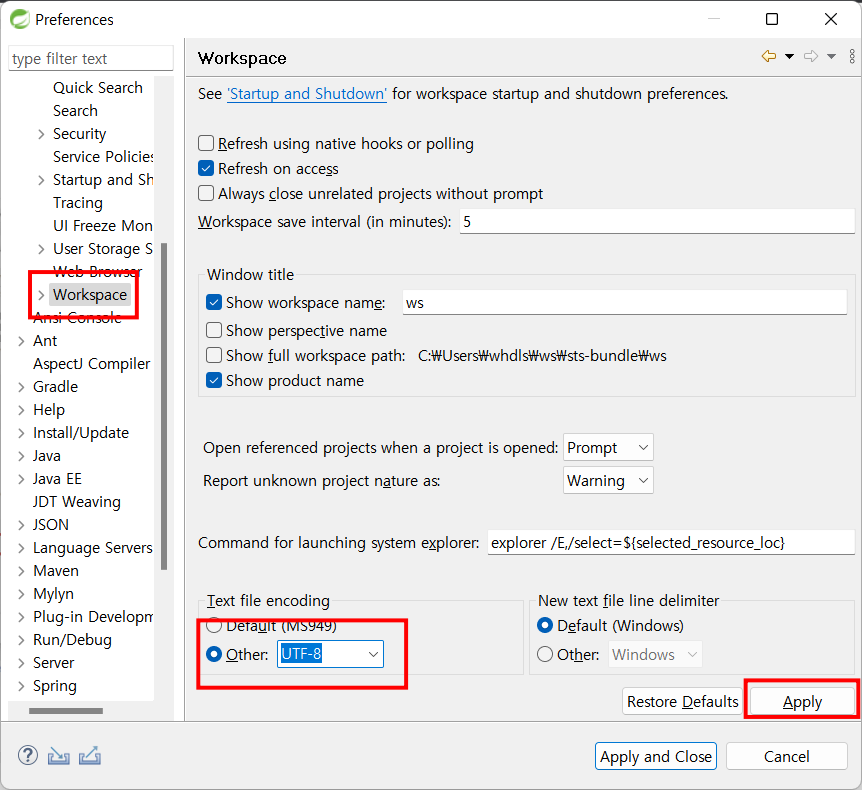 Preferences
type filter text
Quick Search
Search
Security
Service Policies
Startup and Sh
Tracing
UI Freeze Mon
User Storage S
Web Browser
Workspace
Ansi Console
Ant
AspectJ Compiler
Gradle
Help
Install/Update
Java
Java EE
JDT Weaving
JSON
Language Servers
Maven
Mylyn
Plug-in Developm
Run/Debug
Server
Spring
Workspace
See 'Startup and Shutdown' for workspace startup and shutdown preferences.
Refresh using native hooks or polling
Refresh on access
Always close unrelated projects without prompt
Workspace save interval (in minutes): 5
Window title
Show workspace name: ws
Show perspective name
Show full workspace path: C:₩Users₩whdls₩ws₩sts-bundle₩ws
Show product name
Open referenced projects when a project is opened: Prompt
Report unknown project nature as: Warning
Command for launching system explorer: explorer /E,/select=${selected_resource_loc}
Text file encoding
Default (MS949)
Other: UTF-8
New text file line delimiter
Default (Windows)
Other: Windows
Restore Defaults Apply
Apply and Close Cancel